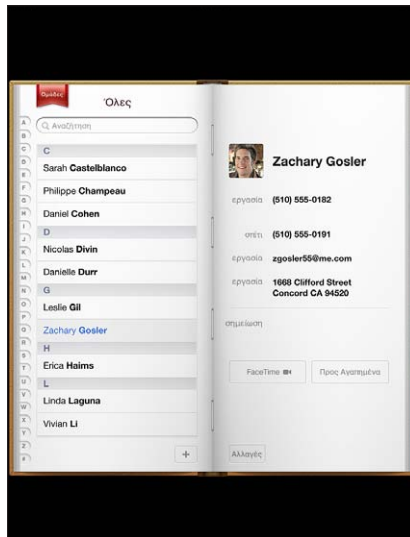 Ομάδες
Όλες
Αναζήτηση
A
B
C
D
E
F
G
H
I
J
K
L
M
N
O
P
Q
R
S
T
U
V
W
X
Y
Z
#
C
Sarah Castelblanco
Philippe Champeau
Daniel Cohen
D
Nicolas Divin
Danielle Durr
G
Leslie Gil
Zachary Gosler
H
Erica Haims
L
Linda Laguna
Vivian Li
+
Zachary Gosler
εργασία (510) 555-0182
σπίτι (510) 555-0191
εργασία zgosler55@me.com
εργασία 1668 Clifford Street
Concord CA 94520
σημείωση
FaceTime
Προς Αγαπημένα
Αλλαγές